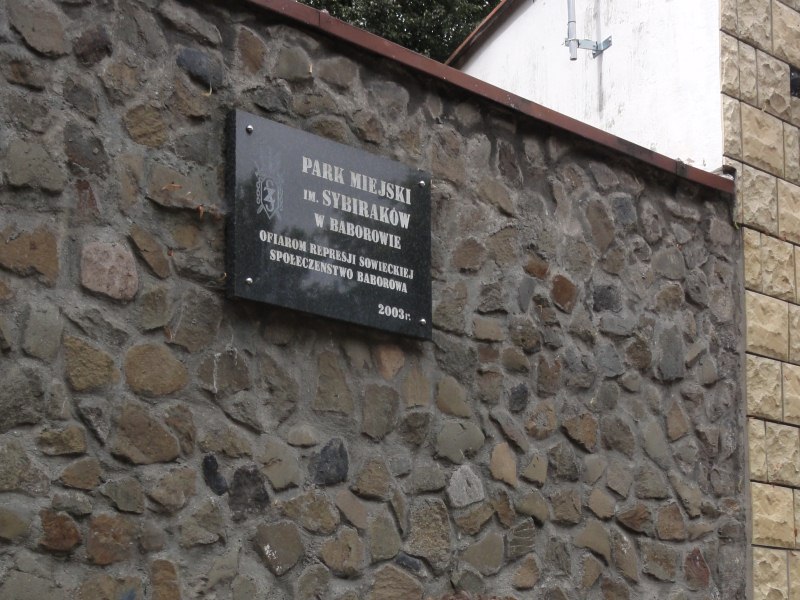 PARK MIEJSKI
IM. SYBIRAKÓW
W BABOROWIE
OFIAROM REPRESJI SOWIECKIEJ
SPOŁECZEŃSTWO BABOROWA
2003r.